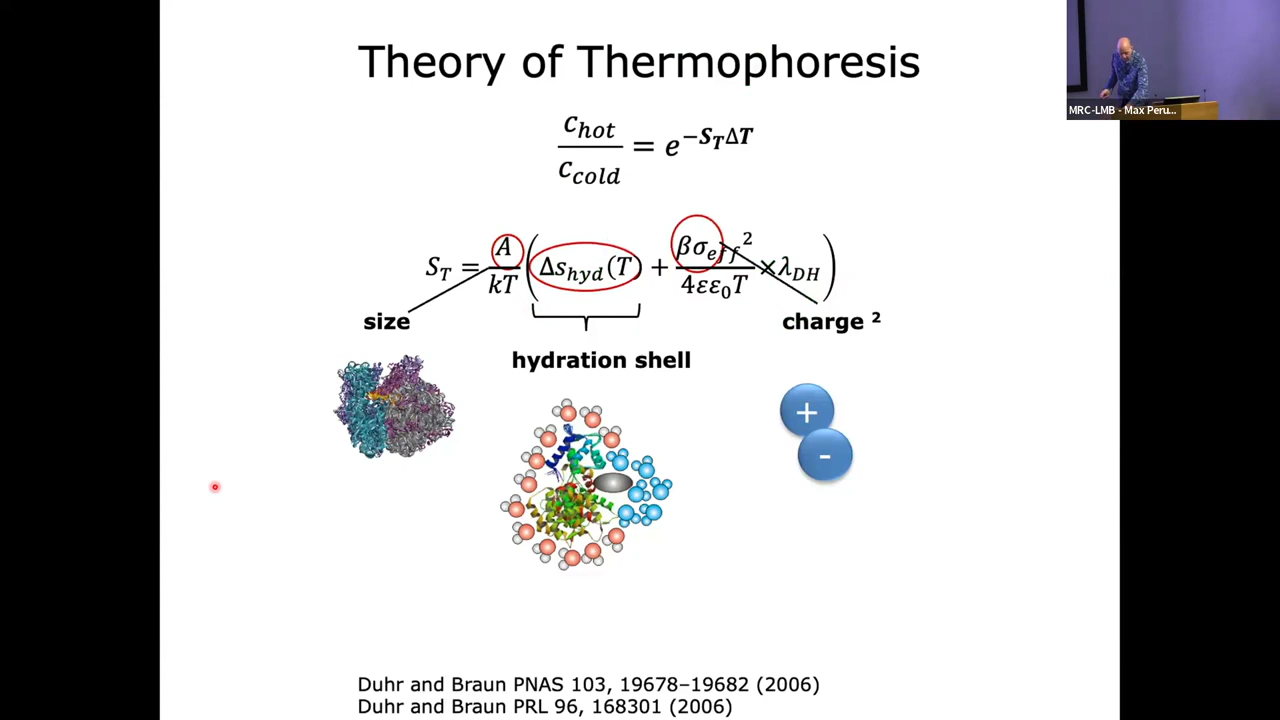 Theory of Thermophoresis
MRC-LMB - Max Peru...
c_hot / c_cold = e^{-S_T ΔT}
S_T = A/kT (Δs_hyd(T) + βσ_eff²/4εε₀T × λ_DH)
size
charge ²
hydration shell
+
-
Duhr and Braun PNAS 103, 19678–19682 (2006)
Duhr and Braun PRL 96, 168301 (2006)